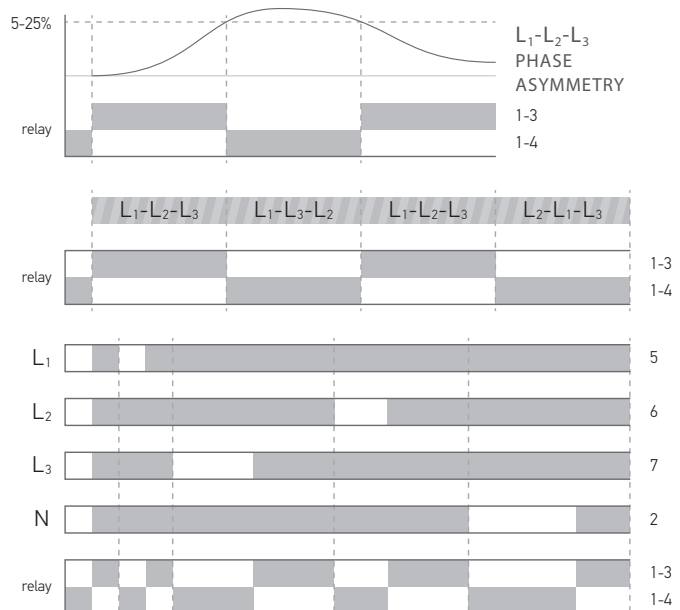 5-25%
L₁-L₂-L₃
PHASE
ASYMMETRY
relay
1-3
1-4
L₁-L₂-L₃ L₁-L₃-L₂ L₁-L₂-L₃ L₂-L₁-L₃
relay
1-3
1-4
L₁ 5
L₂ 6
L₃ 7
N 2
relay
1-3
1-4